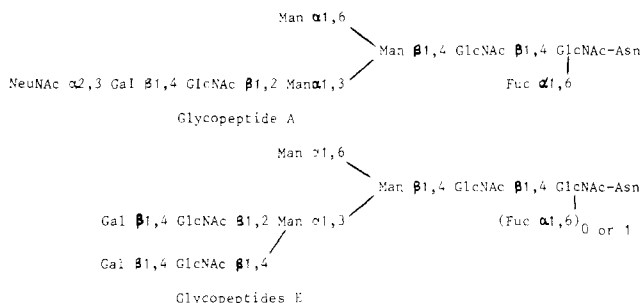 Man α1,6
Man β1,4 GlcNAc β1,4 GlcNAc-Asn
NeuNAc α2,3 Gal β1,4 GlcNAc β1,2 Manα1,3
Fuc α1,6
Glycopeptide A
Man α1,6
Man β1,4 GlcNAc β1,4 GlcNAc-Asn
Gal β1,4 GlcNAc β1,2 Man α1,3
(Fuc α1,6)0 or 1
Gal β1,4 GlcNAc β1,4
Glycopeptides E